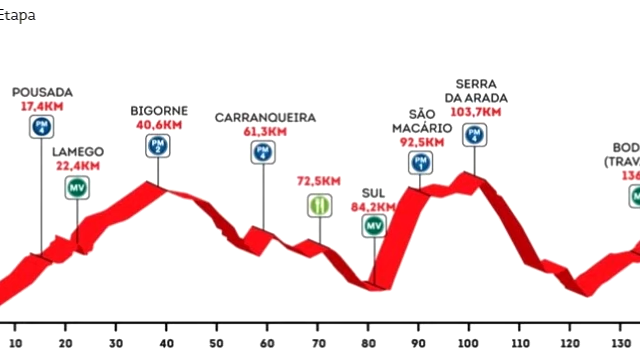 Etapa
POUSADA
17,4KM
PM
4
LAMEGO
22,4KM
MV
BIGORNE
40,6KM
PM
2
CARRANQUEIRA
61,3KM
PM
4
72,5KM
SUL
84,2KM
MV
SÃO
MACÁRIO
92,5KM
PM
1
SERRA
DA ARADA
103,7KM
PM
4
BOD
(TRAV
136
10 20 30 40 50 60 70 80 90 100 110 120 130